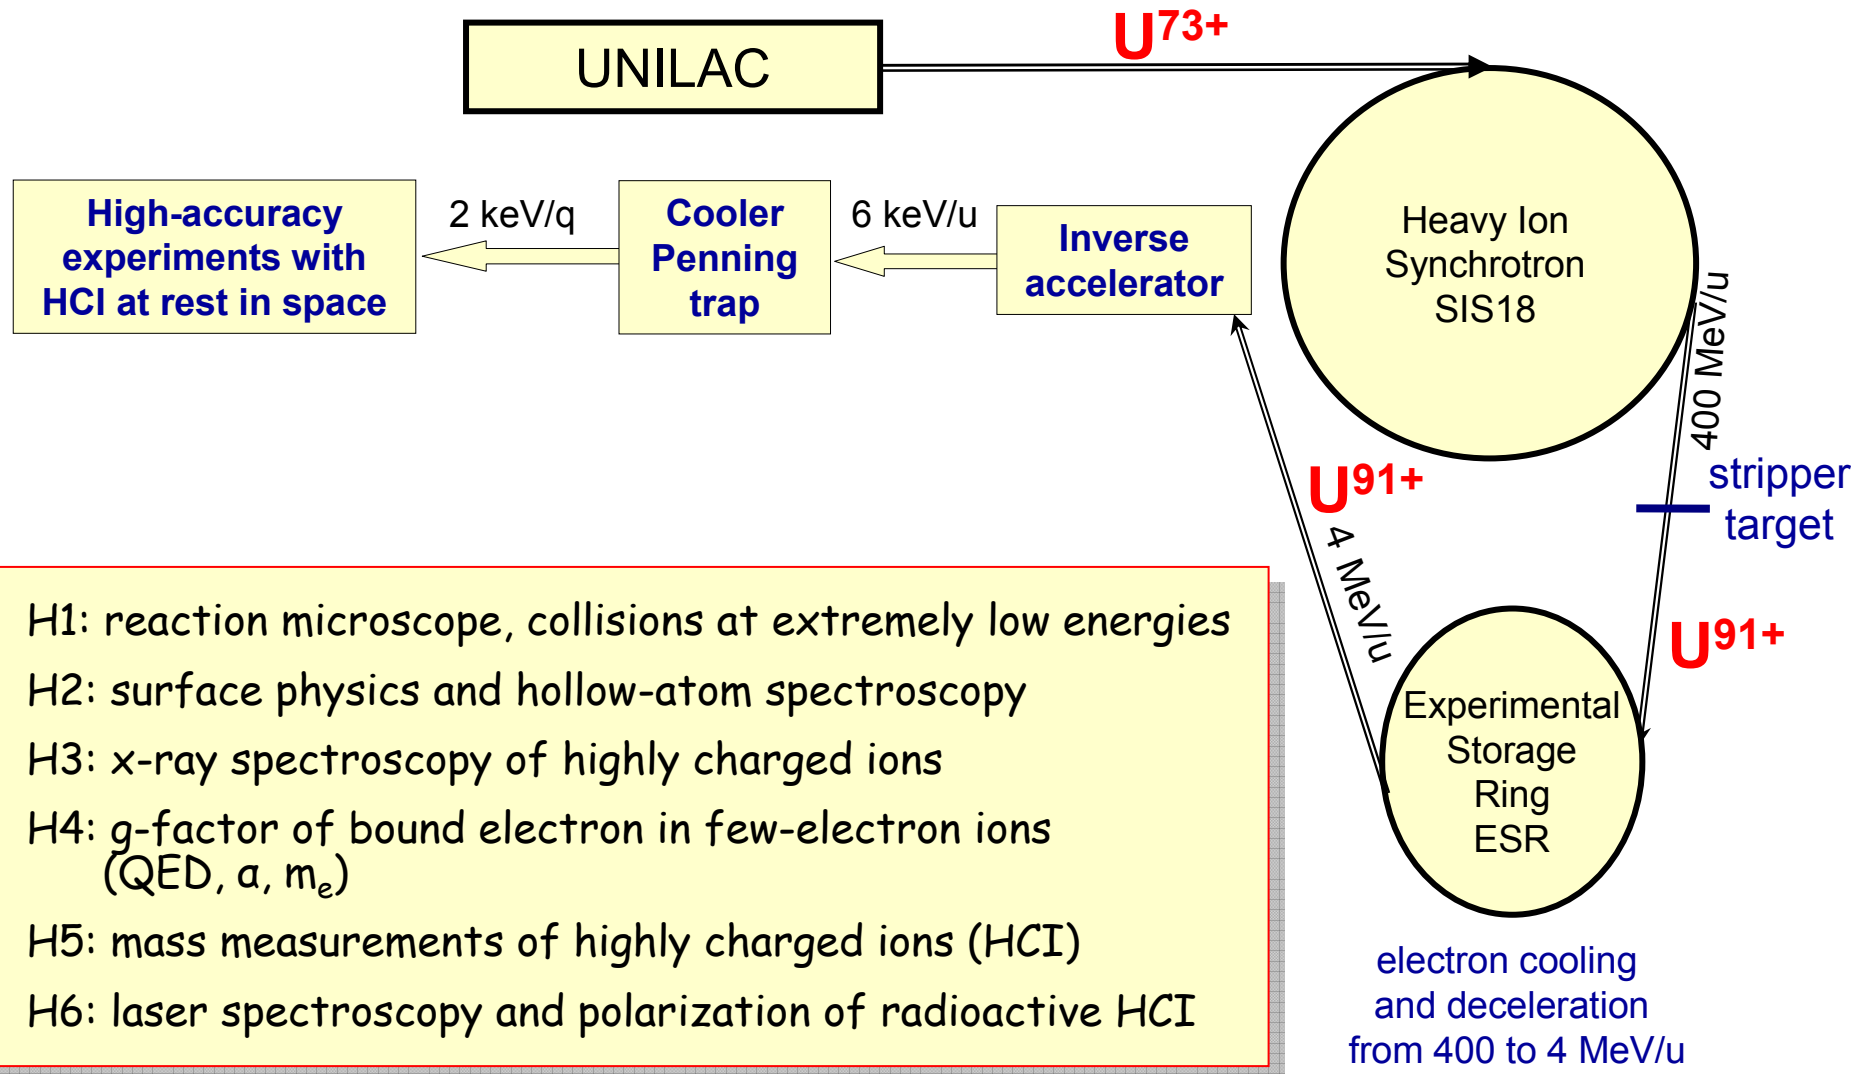 UNILAC
U73+
Heavy Ion
Synchrotron
SIS18
400 MeV/u
stripper
target
U91+
Experimental
Storage
Ring
ESR
electron cooling
and deceleration
from 400 to 4 MeV/u
U91+
4 MeV/u
Inverse
accelerator
6 keV/u
Cooler
Penning
trap
2 keV/q
High-accuracy
experiments with
HCI at rest in space
H1: reaction microscope, collisions at extremely low energies
H2: surface physics and hollow-atom spectroscopy
H3: x-ray spectroscopy of highly charged ions
H4: g-factor of bound electron in few-electron ions
(QED, α, me)
H5: mass measurements of highly charged ions (HCI)
H6: laser spectroscopy and polarization of radioactive HCI